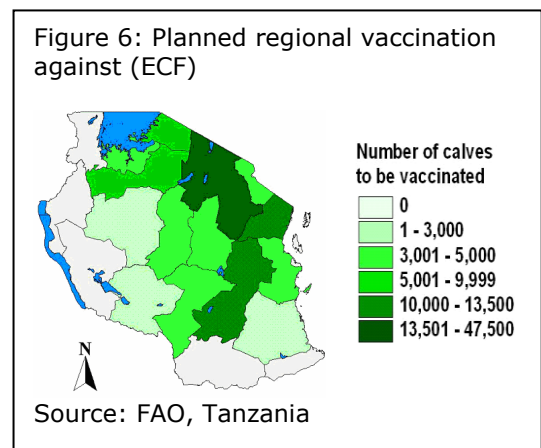 Figure 6: Planned regional vaccination
against (ECF)
Number of calves
to be vaccinated
0
1 - 3,000
3,001 - 5,000
5,001 - 9,999
10,000 - 13,500
13,501 - 47,500
N
Source: FAO, Tanzania